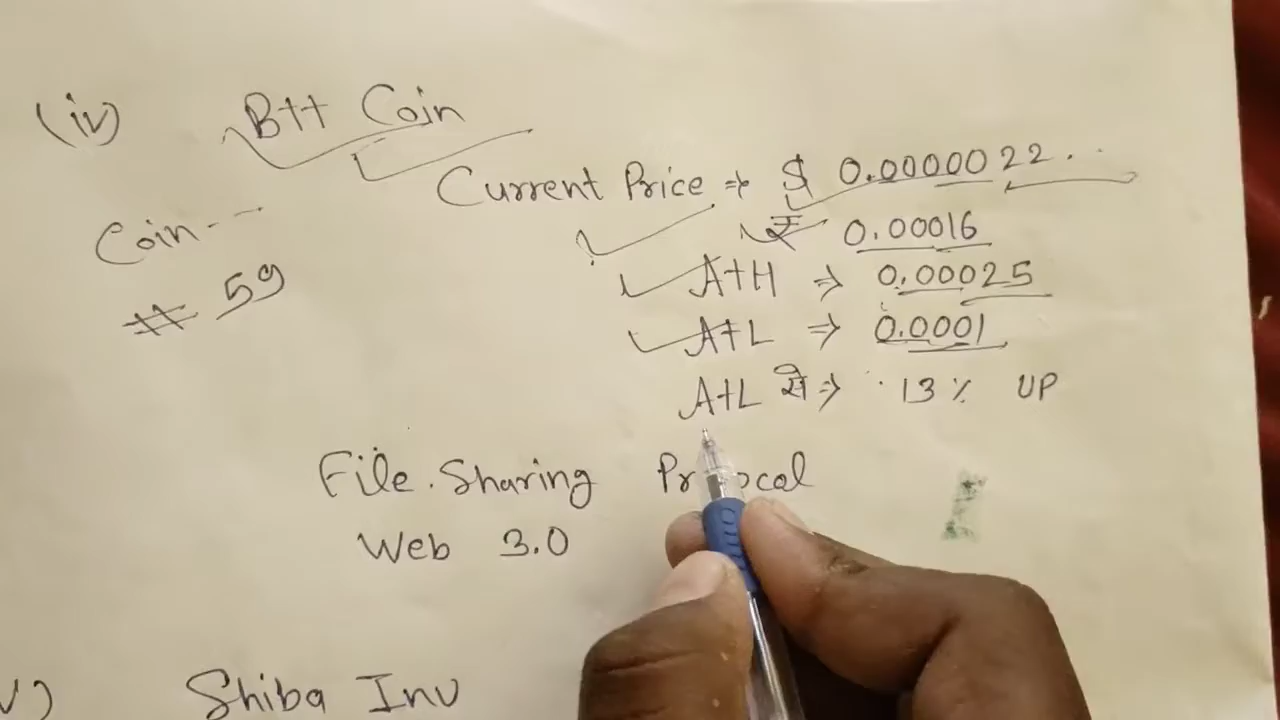 (iv) Btt Coin
Current Price ⇒ $ 0.0000022..
Coin--
₹ 0.00016
# 59
AtH ⇒ 0.00025
AtL ⇒ 0.0001
AtL से ⇒ 13% UP
File. Sharing
Web 3.0
Shiba Inu